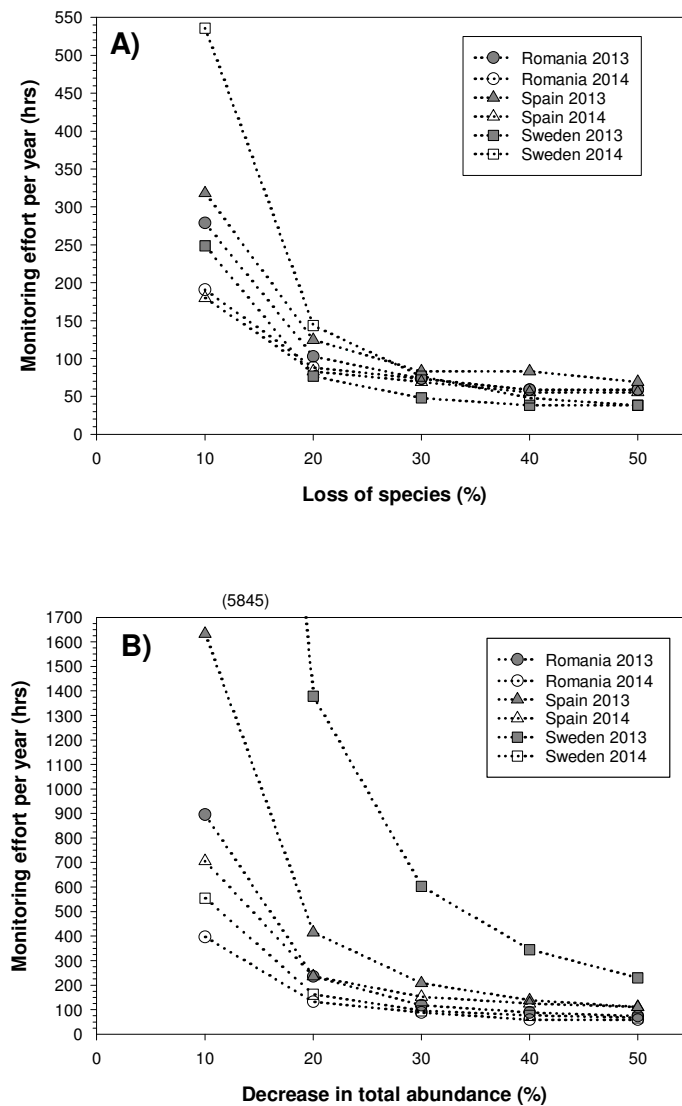 A)
Monitoring effort per year (hrs)
550
500
450
400
350
300
250
200
150
100
50
0
Romania 2013
Romania 2014
Spain 2013
Spain 2014
Sweden 2013
Sweden 2014
0 10 20 30 40 50
Loss of species (%)
(5845)
B)
Monitoring effort per year (hrs)
1700
1600
1500
1400
1300
1200
1100
1000
900
800
700
600
500
400
300
200
100
0
Romania 2013
Romania 2014
Spain 2013
Spain 2014
Sweden 2013
Sweden 2014
0 10 20 30 40 50
Decrease in total abundance (%)